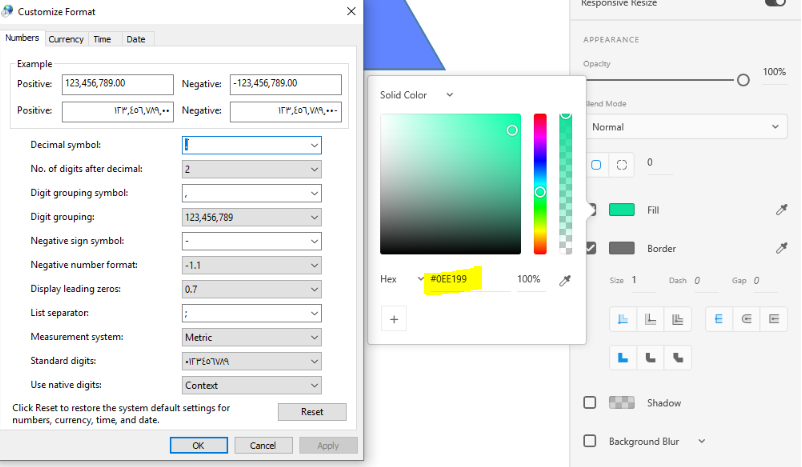 Customize Format
Numbers
Currency
Time
Date
Example
Positive: 123,456,789.00 Negative: -123,456,789.00
Positive: ١٢٣,٤٥٦,٧٨٩,٠٠ Negative: ١٢٣,٤٥٦,٧٨٩,٠٠-
Decimal symbol:
No. of digits after decimal: 2
Digit grouping symbol: ,
Digit grouping: 123,456,789
Negative sign symbol: -
Negative number format: -1.1
Display leading zeros: 0.7
List separator: ;
Measurement system: Metric
Standard digits: ٠١٢٣٤٥٦٧٨٩
Use native digits: Context
Click Reset to restore the system default settings for
numbers, currency, time, and date.
Reset
OK
Cancel
Apply
Solid Color
Hex #0EE199 100%
+
Responsive Resize
APPEARANCE
Opacity
100%
Blend Mode
Normal
0
Fill
Border
Size 1 Dash 0 Gap 0
Shadow
Background Blur